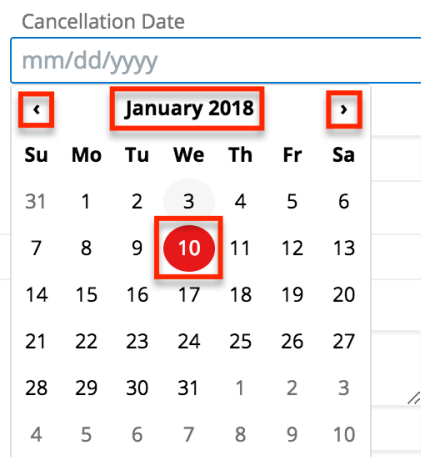 Cancellation Date
mm/dd/yyyy
‹ January 2018 ›
Su Mo Tu We Th Fr Sa
31 1 2 3 4 5 6
7 8 9 10 11 12 13
14 15 16 17 18 19 20
21 22 23 24 25 26 27
28 29 30 31 1 2 3
4 5 6 7 8 9 10